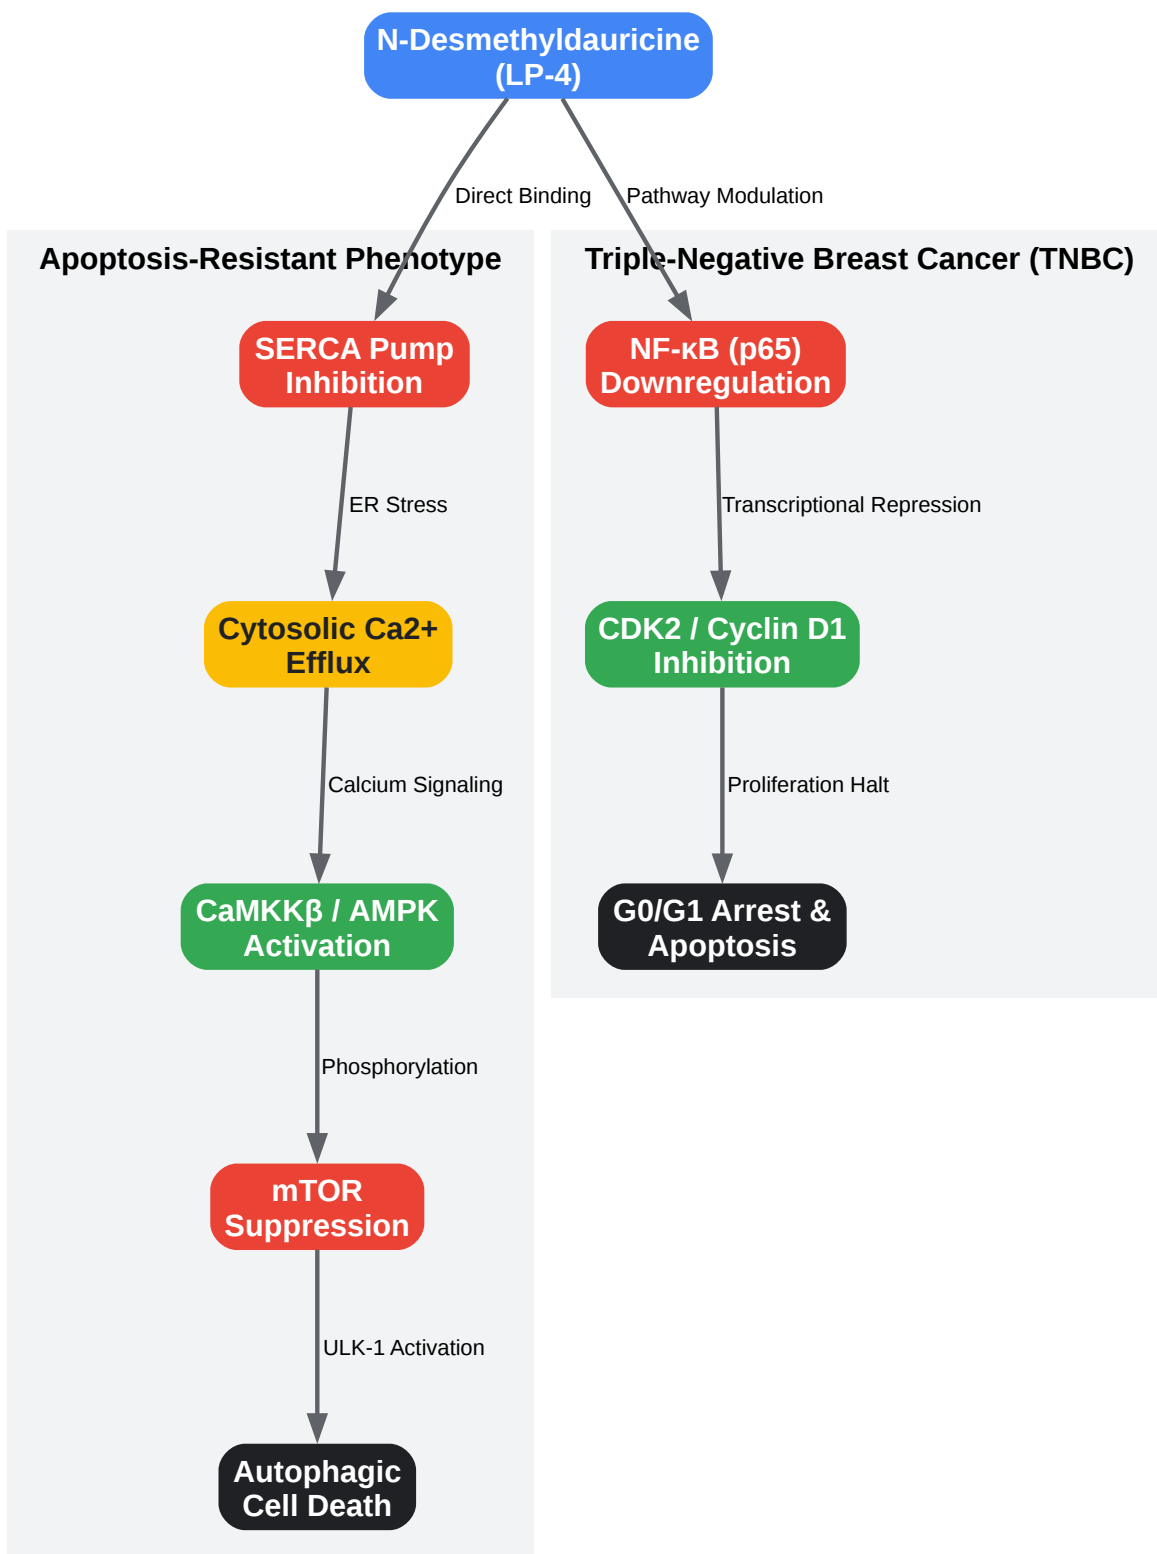 N-Desmethyldauricine
(LP-4)
Direct Binding
Pathway Modulation
Apoptosis-Resistant Phenotype
SERCA Pump
Inhibition
ER Stress
Cytosolic Ca2+
Efflux
Calcium Signaling
CaMKKβ / AMPK
Activation
Phosphorylation
mTOR
Suppression
ULK-1 Activation
Autophagic
Cell Death
Triple-Negative Breast Cancer (TNBC)
NF-κB (p65)
Downregulation
Transcriptional Repression
CDK2 / Cyclin D1
Inhibition
Proliferation Halt
G0/G1 Arrest &
Apoptosis